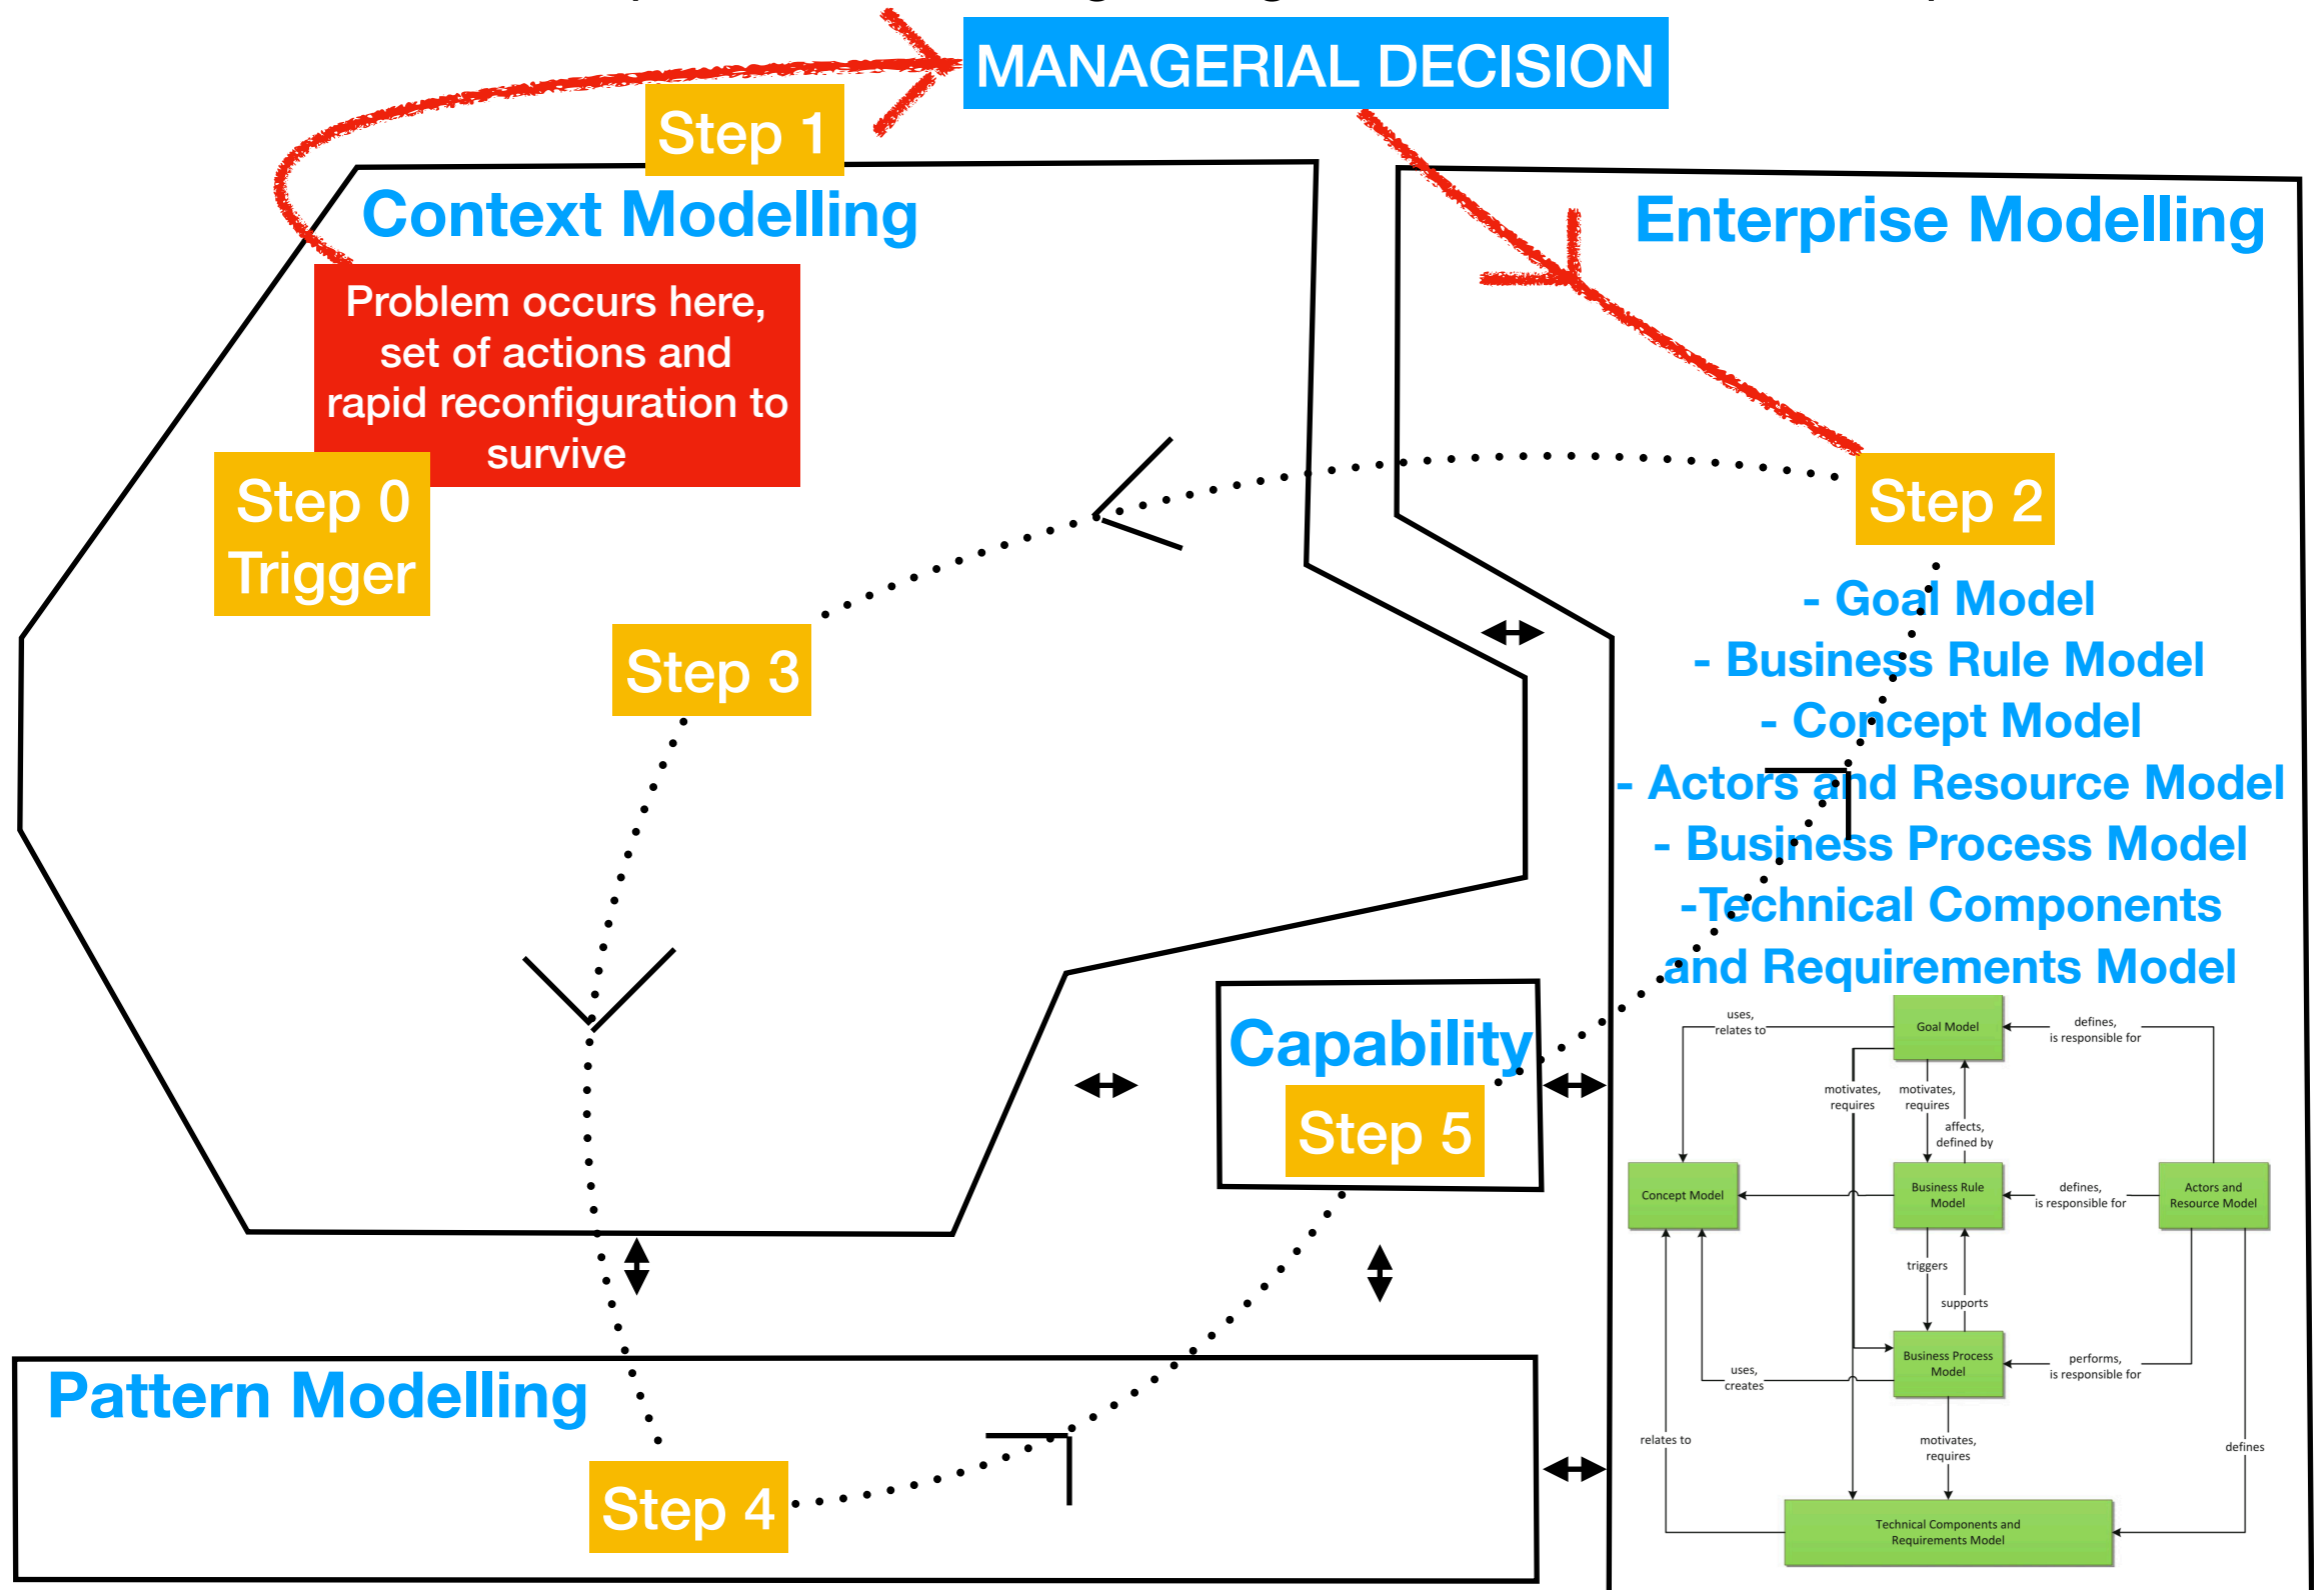 MANAGERIAL DECISION
Step 1
Context Modelling
Enterprise Modelling
Problem occurs here,
set of actions and
rapid reconfiguration to
survive
Step 0
Trigger
Step 2
Step 3
- Goal Model
- Business Rule Model
- Concept Model
- Actors and Resource Model
- Business Process Model
-Technical Components
and Requirements Model
Capability
Step 5
Pattern Modelling
Step 4
uses,
relates to
Goal Model
defines,
is responsible for
motivates,
requires
motivates,
requires
affects,
defined by
Concept Model
Business Rule
Model
defines,
is responsible for
Actors and
Resource Model
triggers
supports
Business Process
Model
performs,
is responsible for
uses,
creates
relates to
motivates,
requires
defines
Technical Components and
Requirements Model